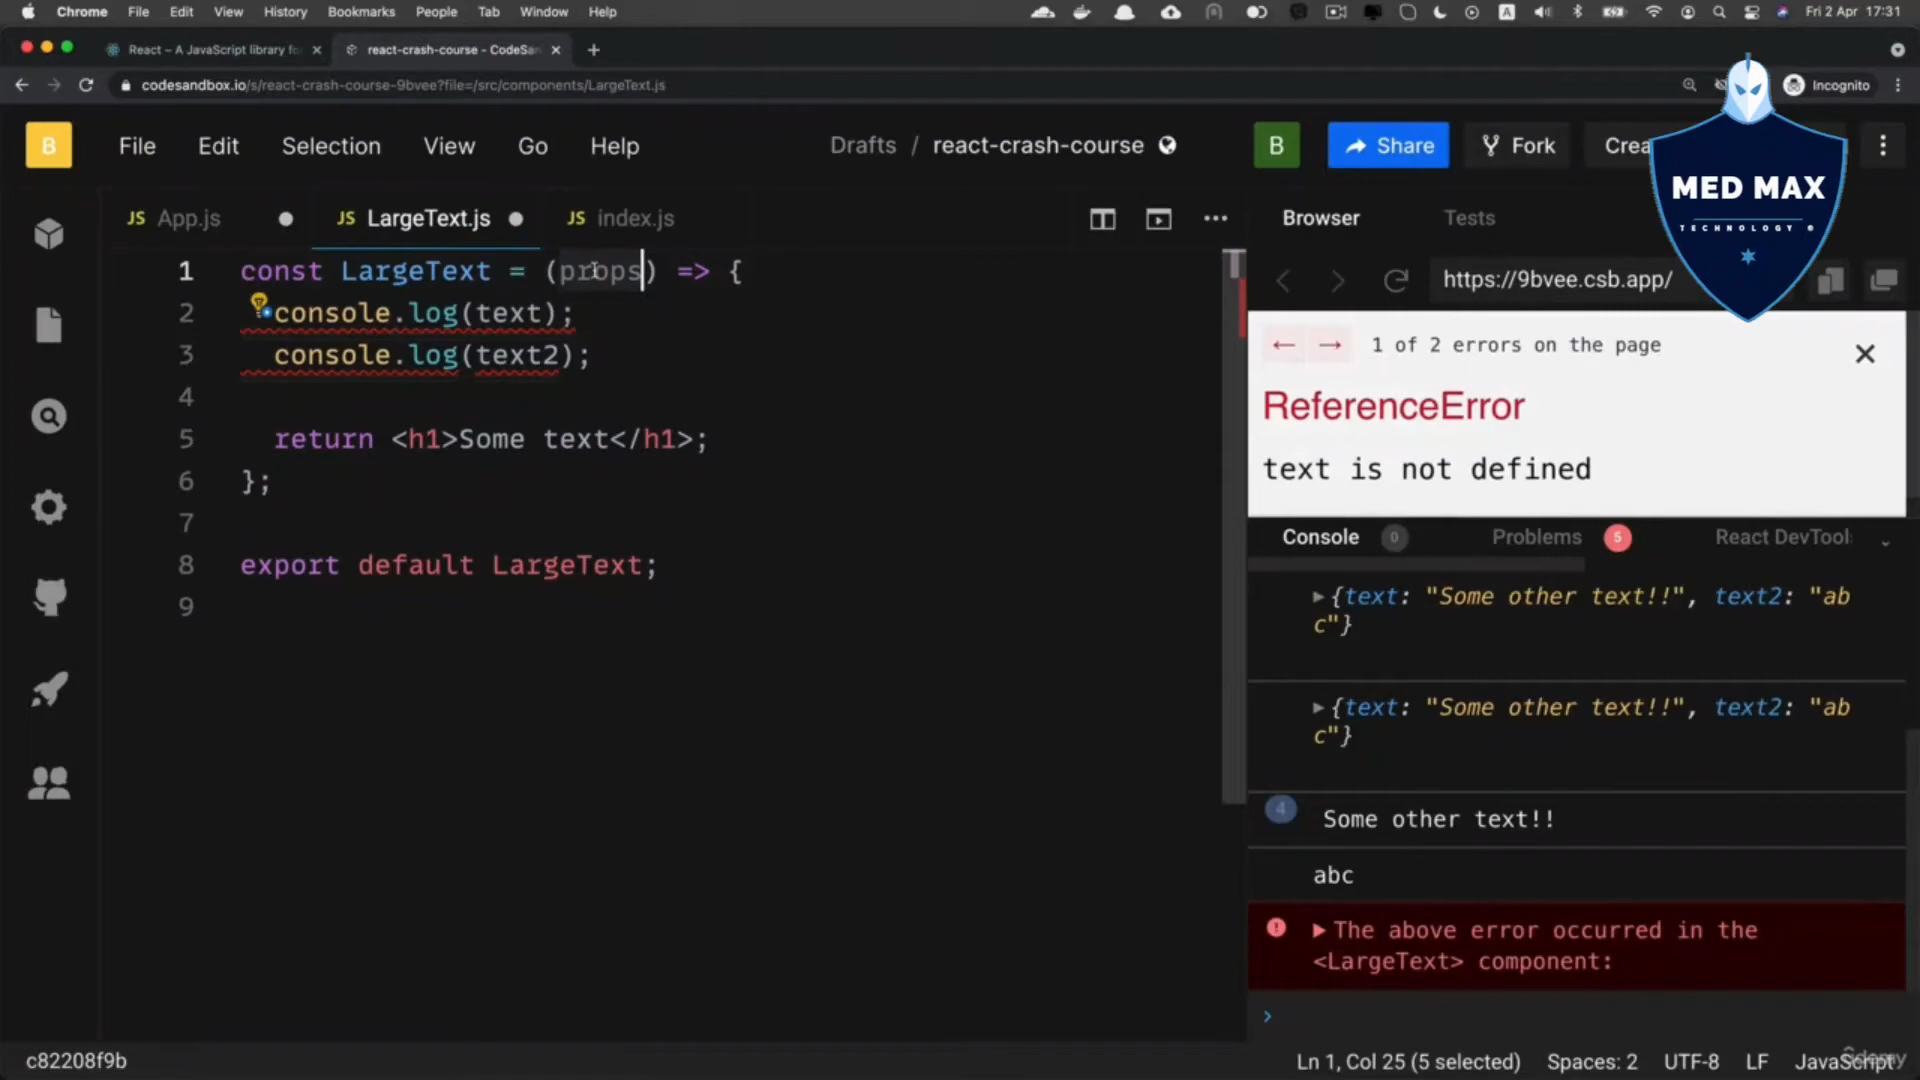 Chrome File Edit View History Bookmarks People Tab Window Help
A Fri 2 Apr 17:31
React – A JavaScript library fo
react-crash-course - CodeSan
codesandbox.io/s/react-crash-course-9bvee?file=/src/components/LargeText.js
Incognito
B File Edit Selection View Go Help
Drafts / react-crash-course
B Share Fork Crea
MED MAX
TECHNOLOGY ®
JS App.js JS LargeText.js JS index.js
Browser Tests
https://9bvee.csb.app/
1 const LargeText = (props) => {
2 console.log(text);
3 console.log(text2);
4
5 return <h1>Some text</h1>;
6 };
7
8 export default LargeText;
9
← → 1 of 2 errors on the page
ReferenceError
text is not defined
Console 0 Problems 5 React DevTool
▶{text: "Some other text!!", text2: "ab
c"}
▶{text: "Some other text!!", text2: "ab
c"}
4 Some other text!!
abc
▶The above error occurred in the
<LargeText> component:
›
c82208f9b
Ln 1, Col 25 (5 selected) Spaces: 2 UTF-8 LF JavaScript
Udemy